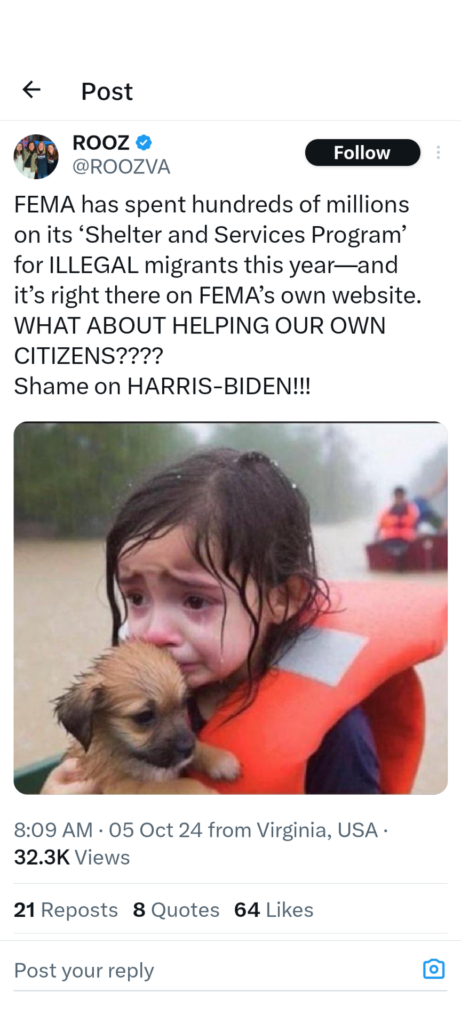 Post
ROOZ
@ROOZVA
Follow
FEMA has spent hundreds of millions
on its ‘Shelter and Services Program’
for ILLEGAL migrants this year—and
it’s right there on FEMA’s own website.
WHAT ABOUT HELPING OUR OWN
CITIZENS????
Shame on HARRIS-BIDEN!!!
8:09 AM · 05 Oct 24 from Virginia, USA ·
32.3K Views
21 Reposts 8 Quotes 64 Likes
Post your reply